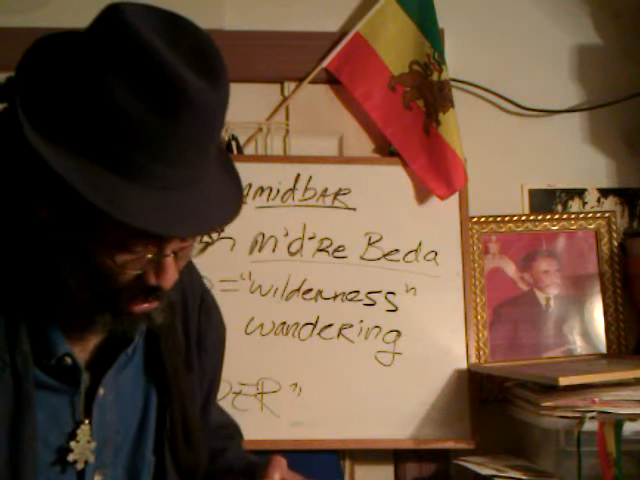 amidbar
m'd're Beda
="wilderness"
wandering
DER"